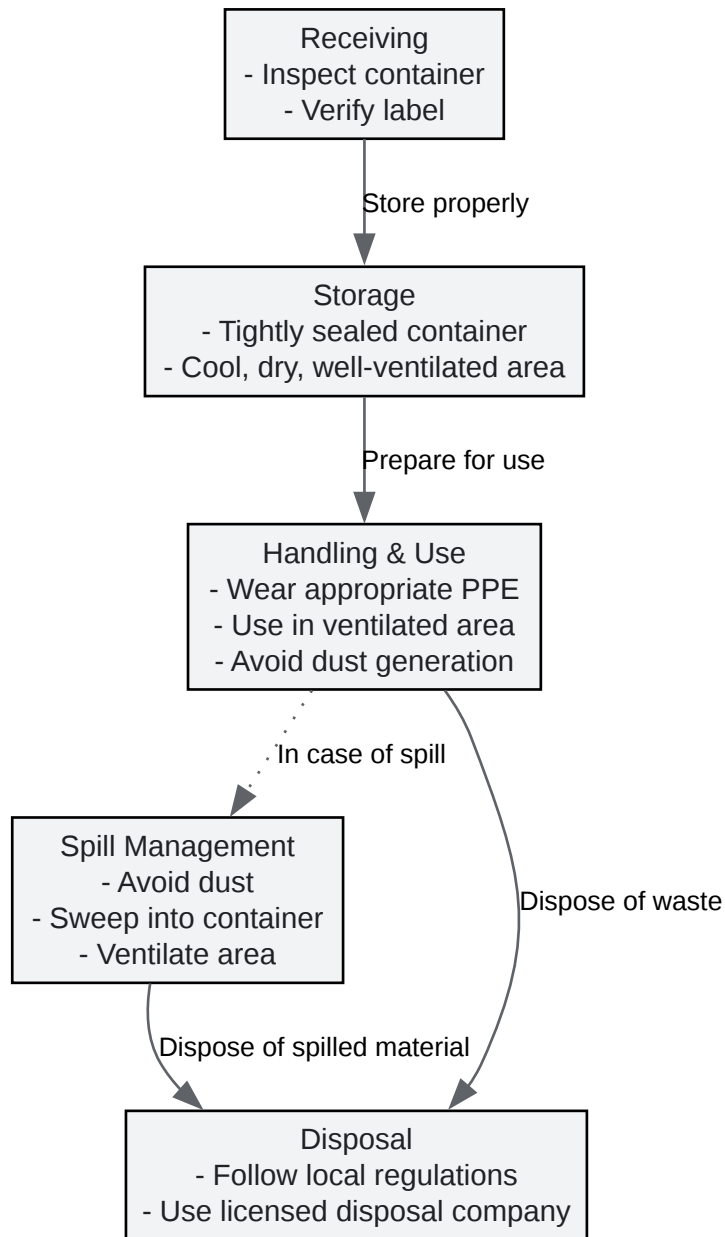 Receiving
- Inspect container
- Verify label
Store properly
Storage
- Tightly sealed container
- Cool, dry, well-ventilated area
Prepare for use
Handling & Use
- Wear appropriate PPE
- Use in ventilated area
- Avoid dust generation
In case of spill
Spill Management
- Avoid dust
- Sweep into container
- Ventilate area
Dispose of waste
Dispose of spilled material
Disposal
- Follow local regulations
- Use licensed disposal company